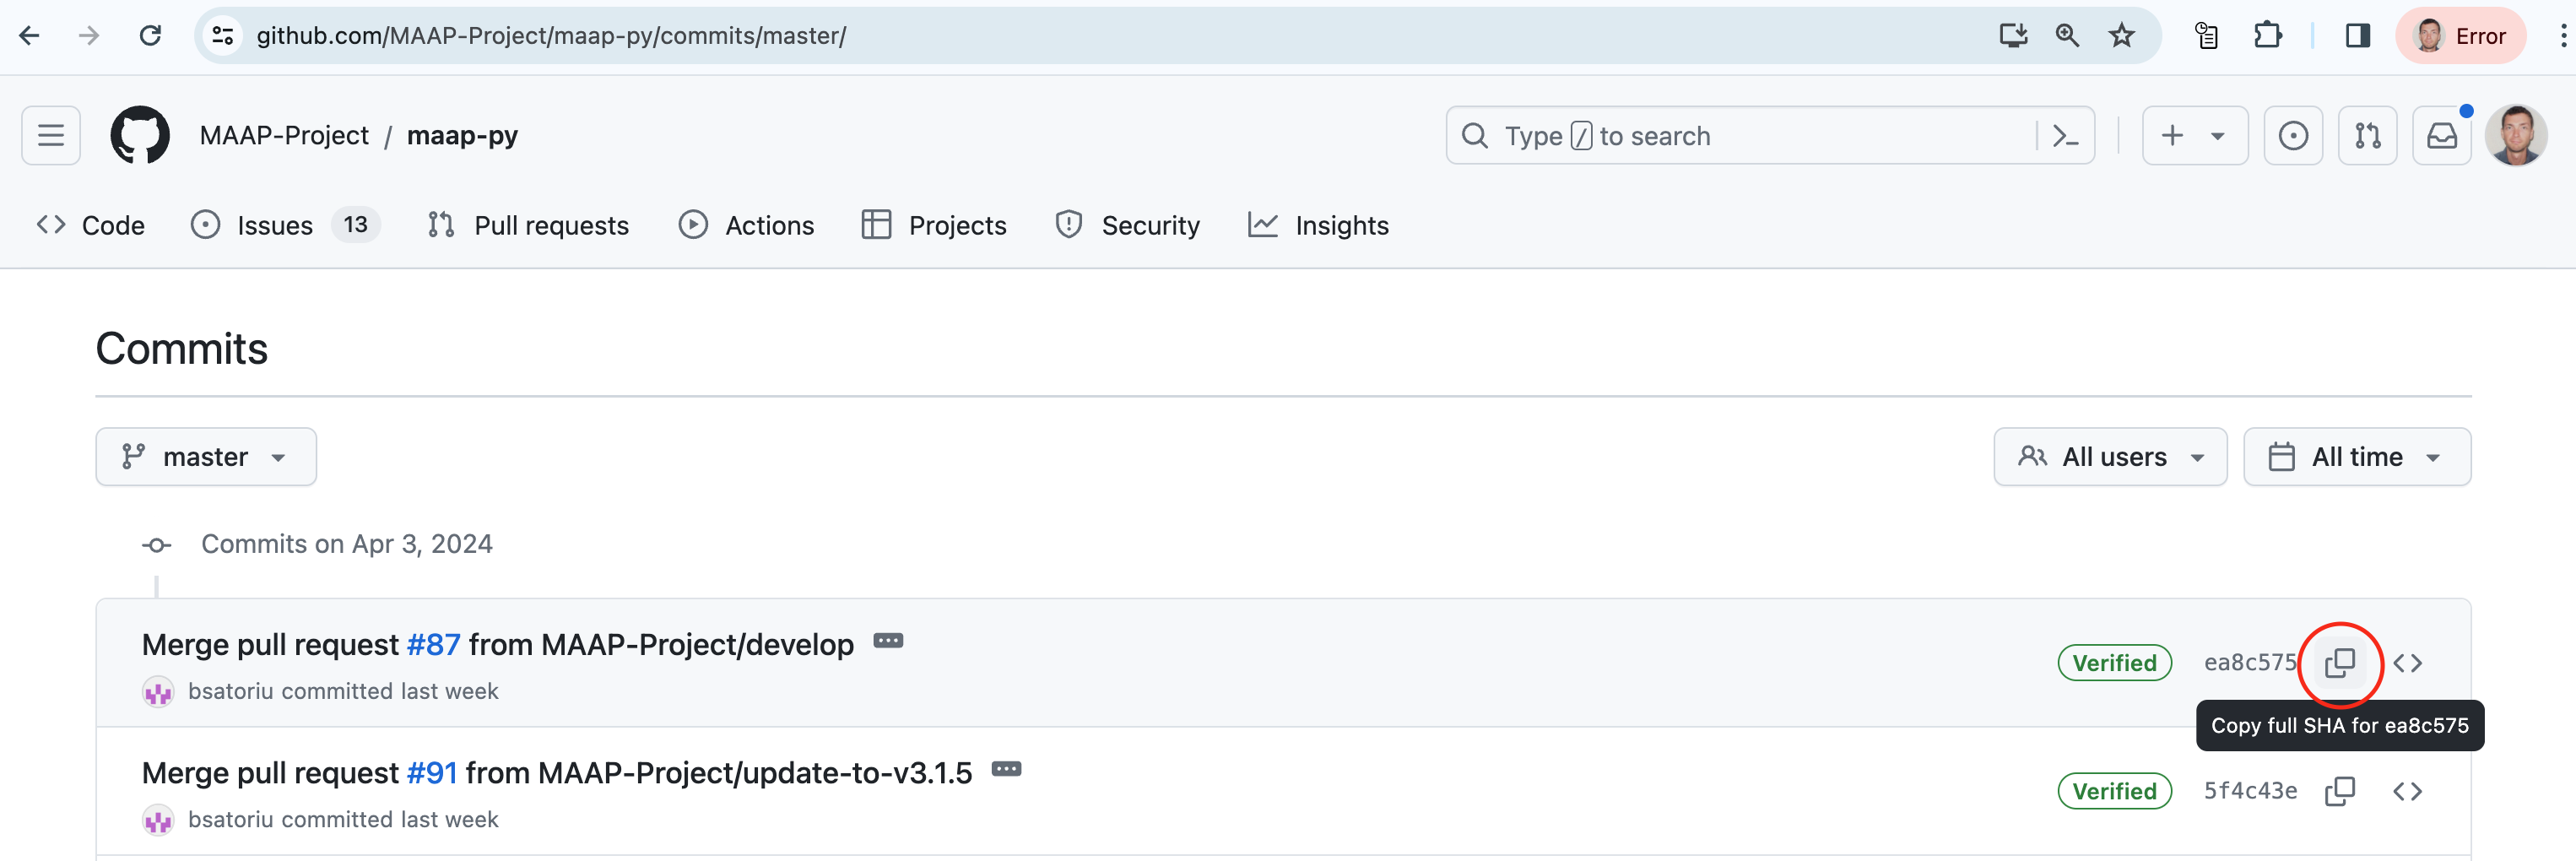 github.com/MAAP-Project/maap-py/commits/master/
Error
MAAP-Project / maap-py
Type / to search
Code
Issues 13
Pull requests
Actions
Projects
Security
Insights
Commits
master
All users
All time
Commits on Apr 3, 2024
Merge pull request #87 from MAAP-Project/develop
bsatoriu committed last week
Verified
ea8c575
Copy full SHA for ea8c575
Merge pull request #91 from MAAP-Project/update-to-v3.1.5
bsatoriu committed last week
Verified
5f4c43e